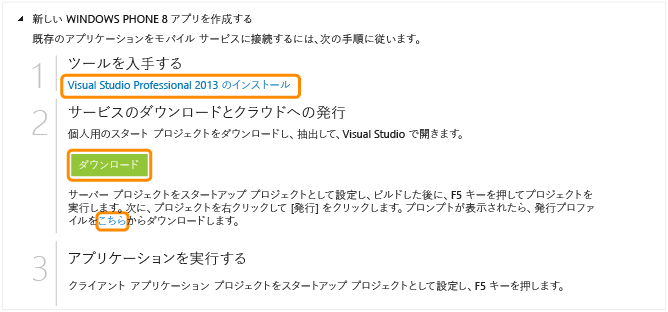 新しい WINDOWS PHONE 8 アプリを作成する
既存のアプリケーションをモバイル サービスに接続するには、次の手順に従います。
1 ツールを入手する
Visual Studio Professional 2013 のインストール
2 サービスのダウンロードとクラウドへの発行
個人用のスタート プロジェクトをダウンロードし、抽出して、Visual Studio で開きます。
ダウンロード
サーバー プロジェクトをスタートアップ プロジェクトとして設定し、ビルドした後に、F5 キーを押してプロジェクトを
実行します。次に、プロジェクトを右クリックして [発行] をクリックします。プロンプトが表示されたら、発行プロファ
イルをこちらからダウンロードします。
3 アプリケーションを実行する
クライアント アプリケーション プロジェクトをスタートアップ プロジェクトとして設定し、F5 キーを押します。